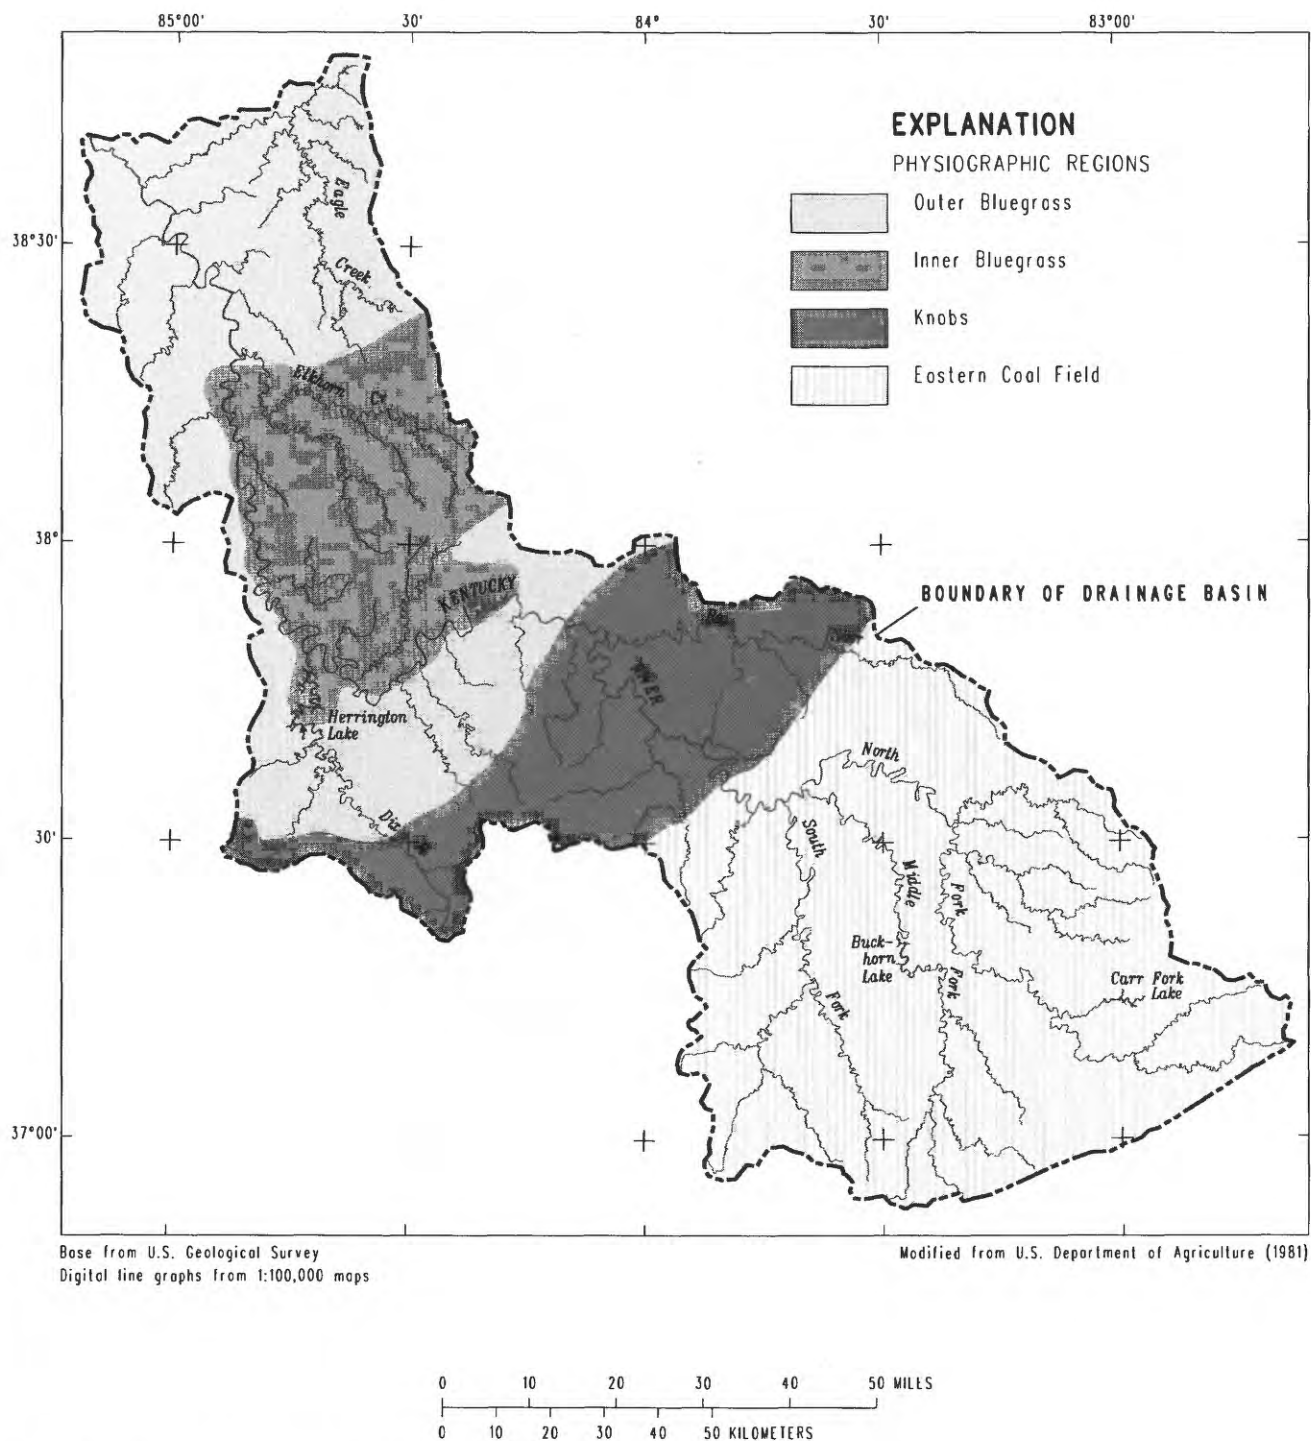 85°00' 30' 84° 30' 83°00'
EXPLANATION
PHYSIOGRAPHIC REGIONS
Outer Bluegrass
Inner Bluegrass
Knobs
Eastern Coal Field
38°30'
Eagle
Creek
Elkhorn
Cr
38°
KENTUCKY
BOUNDARY OF DRAINAGE BASIN
Red
River
RIVER
Herrington
Lake
North
Dix
30'
South
Middle
Fork
Buck-
horn
Lake
Fork
Carr Fork
Lake
Fork
37°00'
Base from U.S. Geological Survey
Digital line graphs from 1:100,000 maps
Modified from U.S. Department of Agriculture (1981)
0 10 20 30 40 50 MILES
0 10 20 30 40 50 KILOMETERS